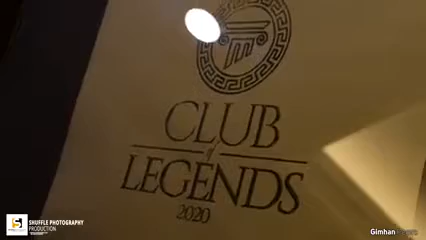 CLUB
of
LEGENDS
2020
SHUFFLE PHOTOGRAPHY
PRODUCTION
Gimhan